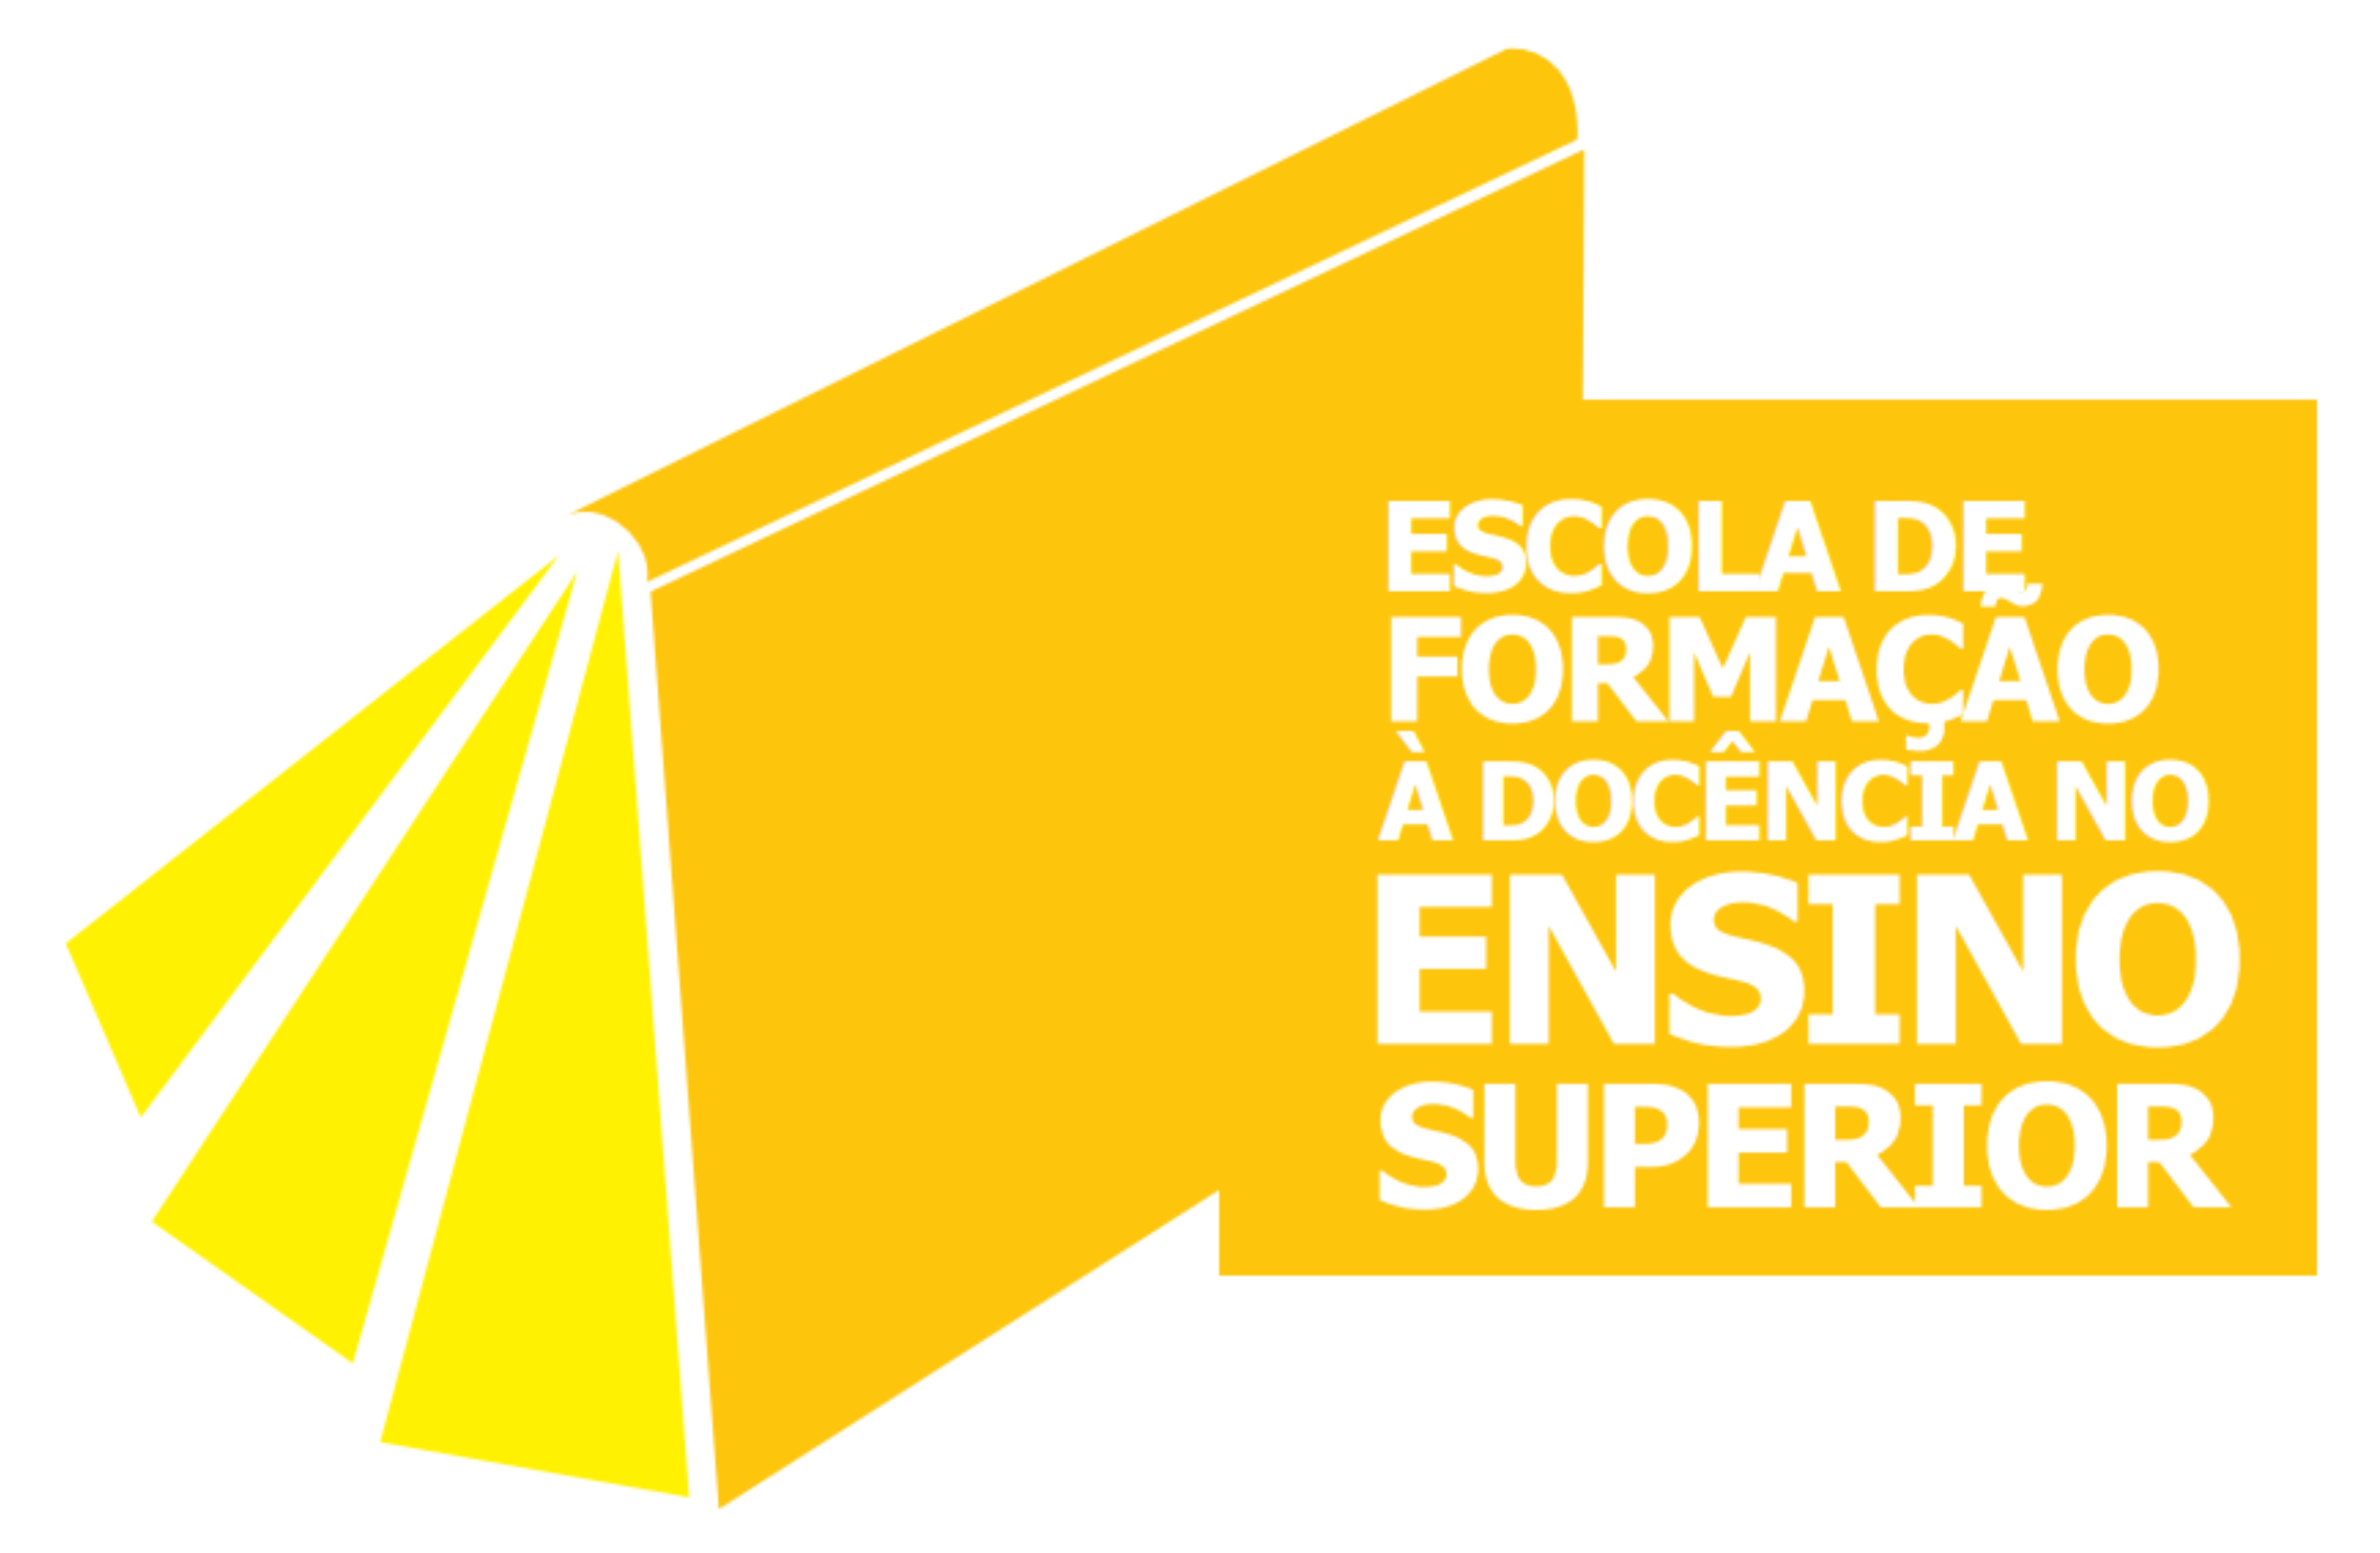 ESCOLA DE
FORMAÇÃO
À DOCÊNCIA NO
ENSINO
SUPERIOR